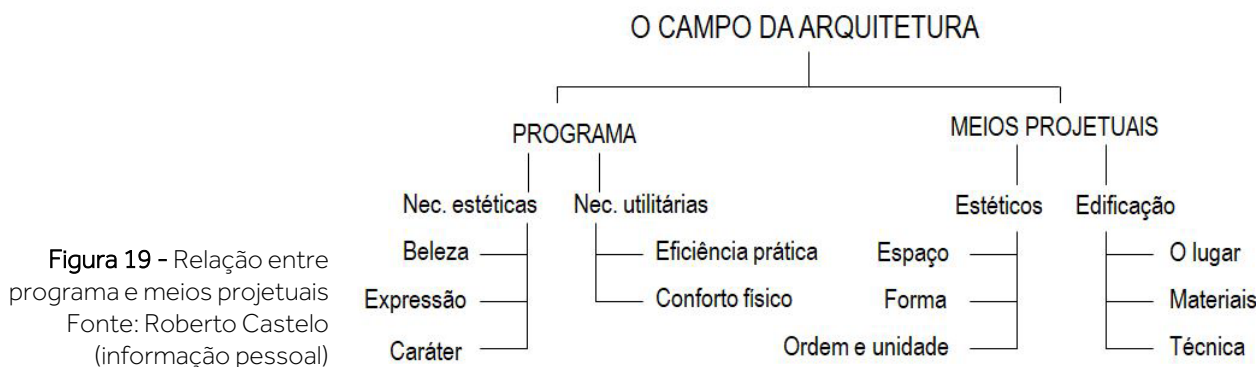 O CAMPO DA ARQUITETURA
PROGRAMA
MEIOS PROJETUAIS
Nec. estéticas
Nec. utilitárias
Estéticos
Edificação
Beleza
Eficiência prática
Espaço
O lugar
Expressão
Conforto físico
Forma
Materiais
Caráter
Ordem e unidade
Técnica
Figura 19 - Relação entre
programa e meios projetuais
Fonte: Roberto Castelo
(informação pessoal)